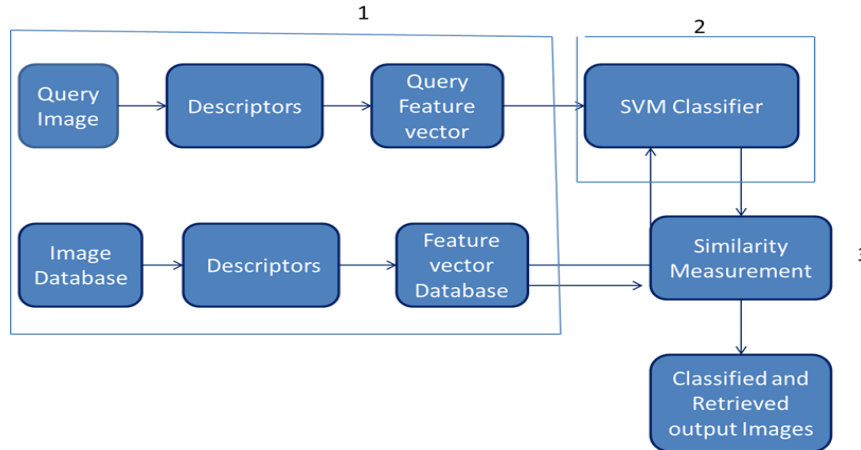 1
2
Query
Image
Descriptors
Query
Feature
vector
SVM Classifier
Image
Database
Descriptors
Feature
vector
Database
Similarity
Measurement
3
Classified and
Retrieved
output Images